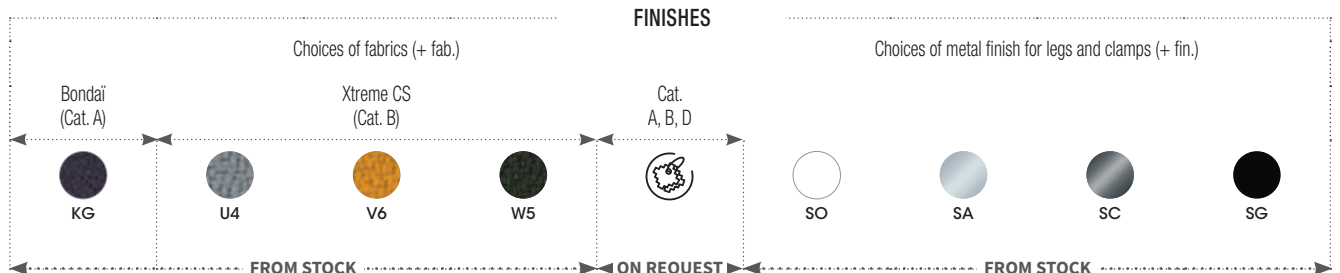 FINISHES
Choices of fabrics (+ fab.)
Choices of metal finish for legs and clamps (+ fin.)
Bondaï
(Cat. A)
Xtreme CS
(Cat. B)
Cat.
A, B, D
KG
U4
V6
W5
SO
SA
SC
SG
FROM STOCK
ON REQUEST
FROM STOCK